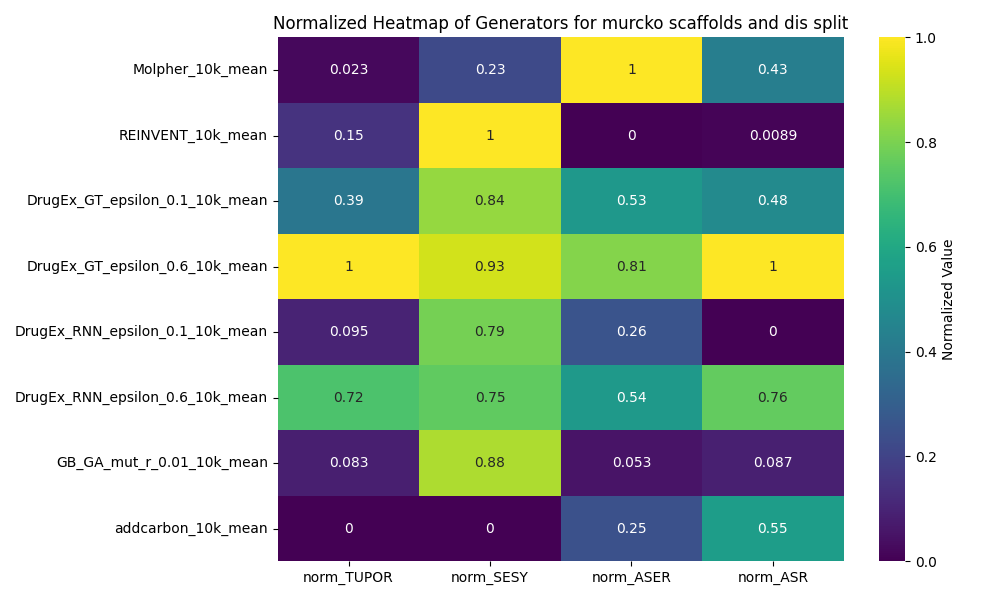 Normalized Heatmap of Generators for murcko scaffolds and dis split
Molpher_10k_mean 0.023 0.23 1 0.43
REINVENT_10k_mean 0.15 1 0 0.0089
DrugEx_GT_epsilon_0.1_10k_mean 0.39 0.84 0.53 0.48
DrugEx_GT_epsilon_0.6_10k_mean 1 0.93 0.81 1
DrugEx_RNN_epsilon_0.1_10k_mean 0.095 0.79 0.26 0
DrugEx_RNN_epsilon_0.6_10k_mean 0.72 0.75 0.54 0.76
GB_GA_mut_r_0.01_10k_mean 0.083 0.88 0.053 0.087
addcarbon_10k_mean 0 0 0.25 0.55
norm_TUPOR norm_SESY norm_ASER norm_ASR
1.0
0.8
0.6
0.4
0.2
0.0
Normalized Value